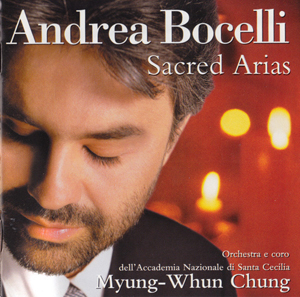 Andrea Bocelli
Sacred Arias
Orchestra e coro
dell'Accademia Nazionale di Santa Cecilia
Myung-Whun Chung